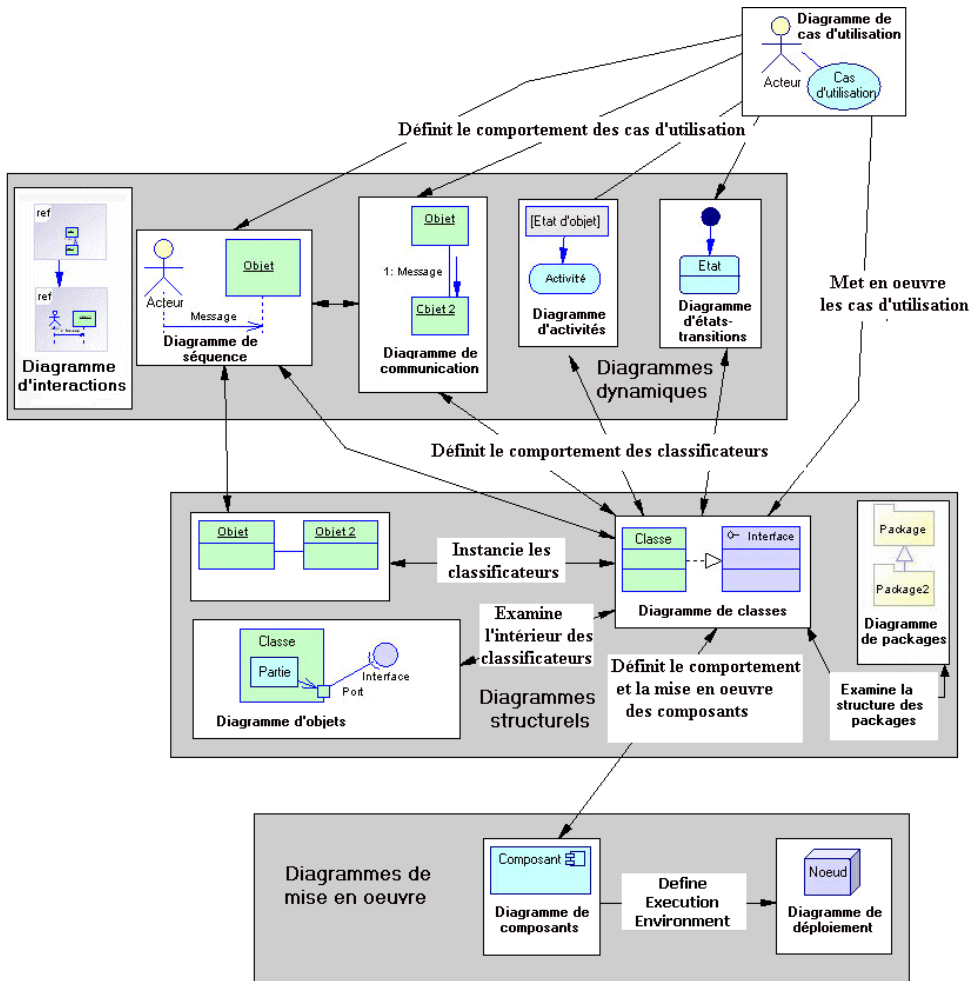 Diagramme de
cas d'utilisation
Acteur
Cas
d'utilisation
Définit le comportement des cas d'utilisation
Met en oeuvre
les cas d'utilisation
ref
ref
Diagramme
d'interactions
Acteur
Objet
Message
Diagramme de
séquence
Objet
1: Message
Objet 2
Diagramme de
communication
[Etat d'objet]
Activité
Diagramme
d'activités
Etat
Diagramme
d'états-
transitions
Diagrammes
dynamiques
Définit le comportement des classificateurs
Objet
Objet 2
Instancie les
classificateurs
Classe
Interface
Diagramme de classes
Package
Package2
Diagramme
de packages
Examine
l'intérieur des
classificateurs
Classe
Partie
Port
Interface
Diagramme d'objets
Diagrammes
structurels
Définit le comportement
et la mise en oeuvre
des composants
Examine la
structure des
packages
Diagrammes de
mise en oeuvre
Composant
Diagramme de
composants
Define
Execution
Environment
Noeud
Diagramme de
déploiement